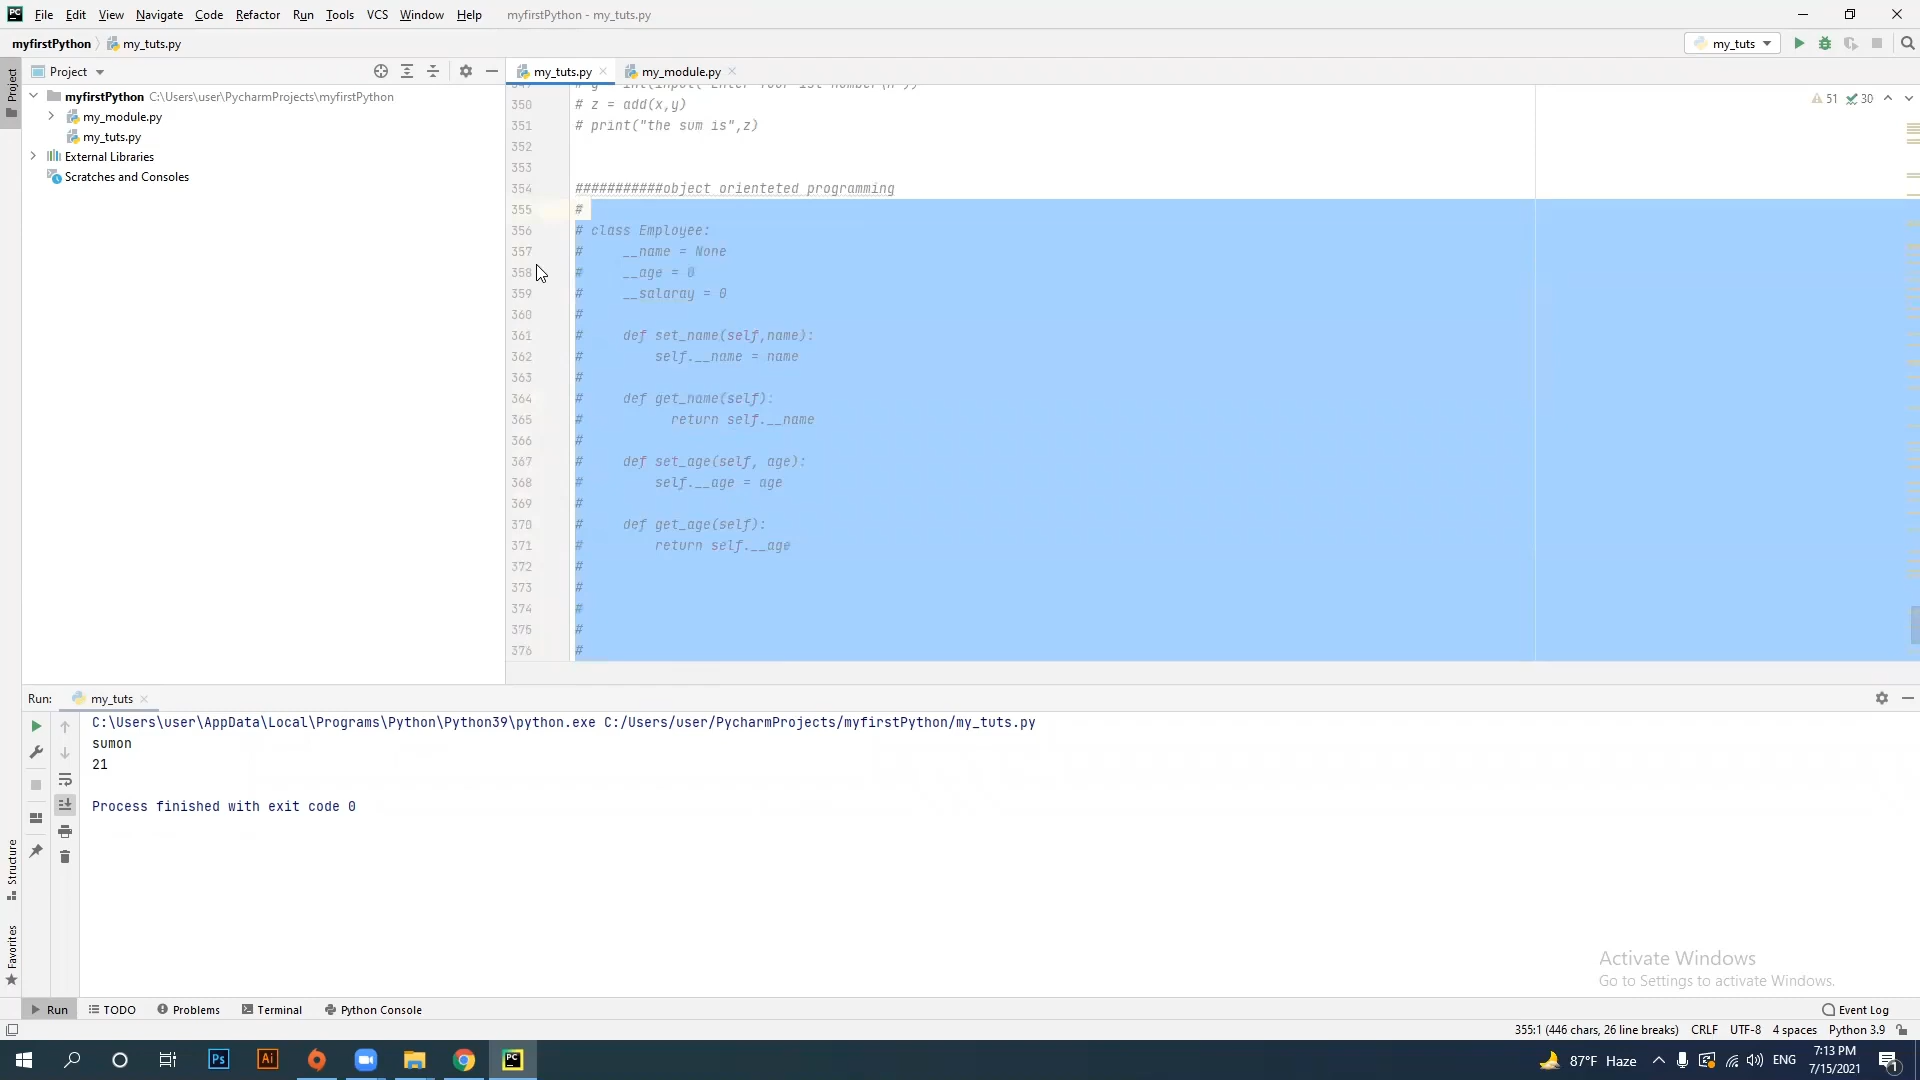 File Edit View Navigate Code Refactor Run Tools VCS Window Help myfirstPython - my_tuts.py
myfirstPython my_tuts.py my_tuts
Project my_tuts.py my_module.py
Project
myfirstPython C:\Users\user\PycharmProjects\myfirstPython
my_module.py
my_tuts.py
External Libraries
Scratches and Consoles
51 30
350 # z = add(x,y)
351 # print("the sum is",z)
352
353
354 ###########object orienteted programming
355 #
356 # class Employee:
357 #     __name = None
358 #     __age = 0
359 #     __salaray = 0
360 #
361 #     def set_name(self,name):
362 #         self.__name = name
363 #
364 #     def get_name(self):
365 #           return self.__name
366 #
367 #     def set_age(self, age):
368 #         self.__age = age
369 #
370 #     def get_age(self):
371 #         return self.__age
372 #
373 #
374 #
375 #
376 #
Run: my_tuts
C:\Users\user\AppData\Local\Programs\Python\Python39\python.exe C:/Users/user/PycharmProjects/myfirstPython/my_tuts.py
sumon
21
Process finished with exit code 0
Structure
Favorites
Activate Windows
Go to Settings to activate Windows.
Run TODO Problems Terminal Python Console Event Log
355:1 (446 chars, 26 line breaks) CRLF UTF-8 4 spaces Python 3.9
Ps Ai PC 87°F Haze ENG 7:13 PM
7/15/2021 1